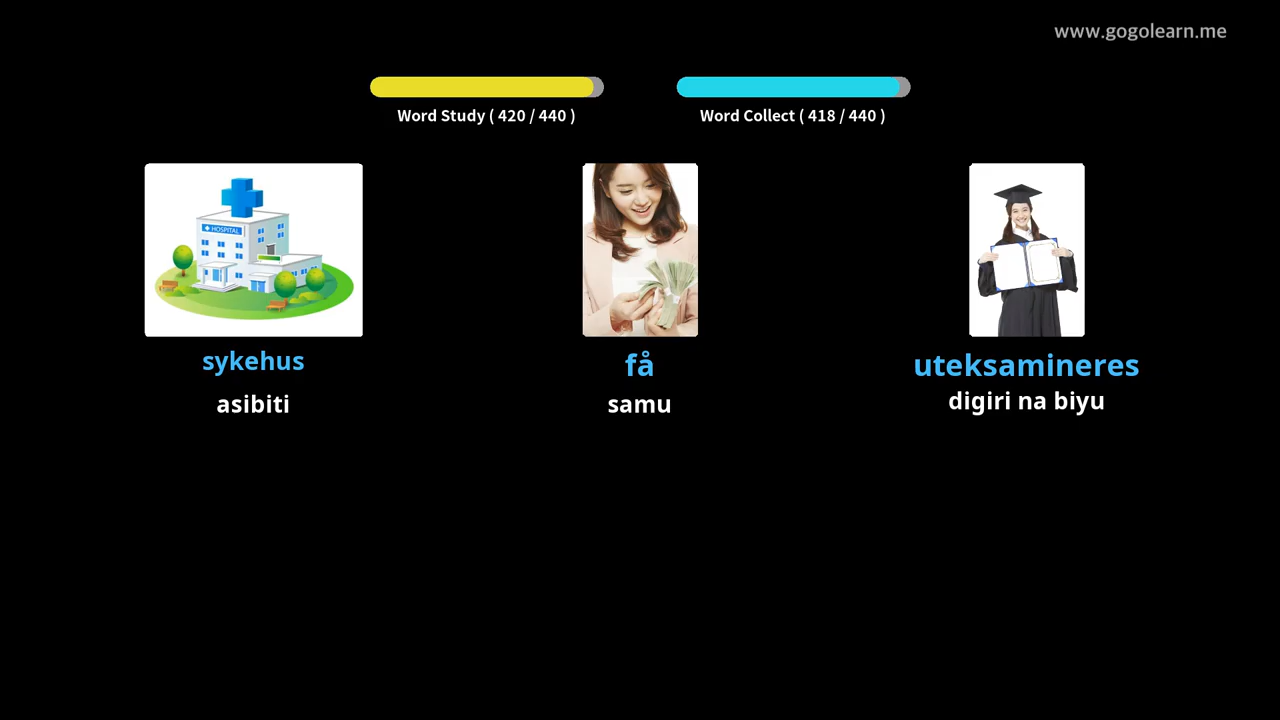 www.gogolearn.me
Word Study ( 420 / 440 )
Word Collect ( 418 / 440 )
HOSPITAL
sykehus
få
uteksamineres
asibiti
samu
digiri na biyu